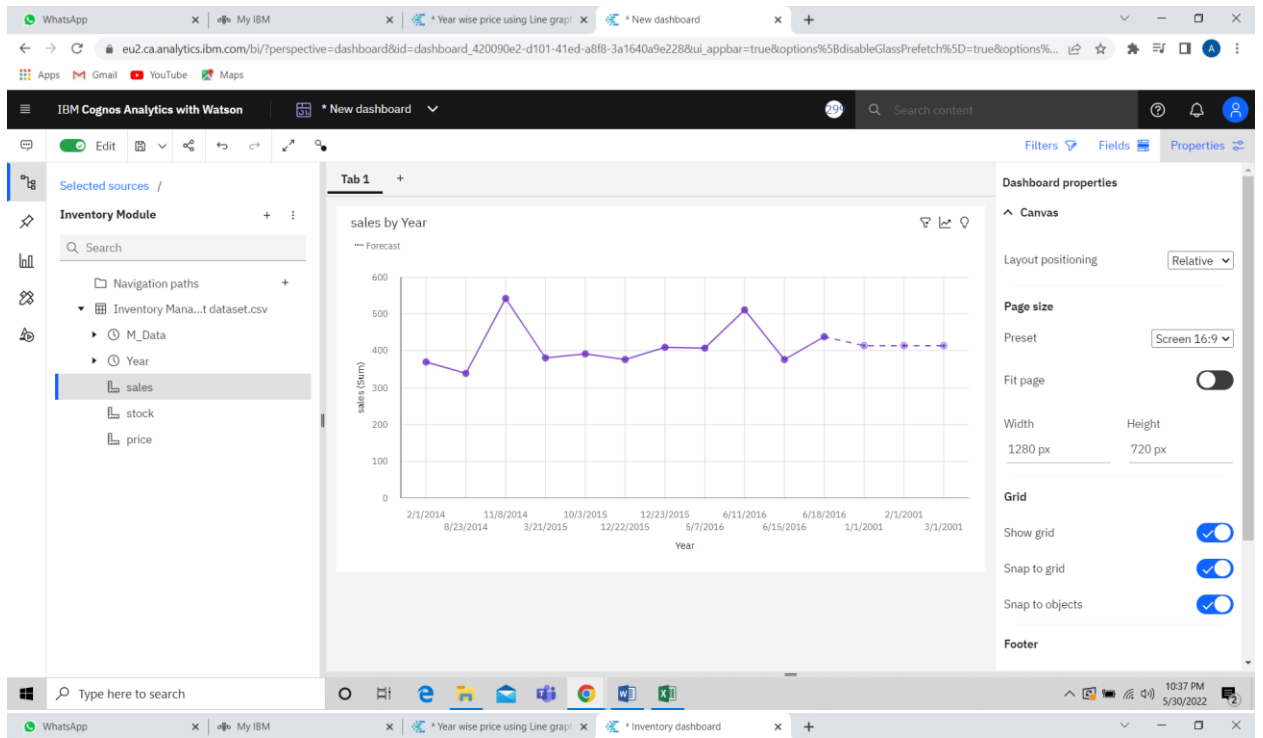 WhatsApp
My IBM
* Year wise price using Line grapl
* New dashboard
eu2.ca.analytics.ibm.com/bi/?perspective=dashboard&id=dashboard_420090e2-d101-41ed-a8f8-3a1640a9e228&ui_appbar=true&options%5BdisableGlassPrefetch%5D=true&options%...
A
Apps
Gmail
YouTube
Maps
IBM Cognos Analytics with Watson
* New dashboard
299
Search content
Edit
Filters
Fields
Properties
Selected sources /
Inventory Module
Search
Navigation paths
Inventory Mana...t dataset.csv
M_Data
Year
sales
stock
price
Tab 1
sales by Year
Forecast
sales (Sum)
600
500
400
300
200
100
0
2/1/2014 11/8/2014 10/3/2015 12/23/2015 6/11/2016 6/18/2016 2/1/2001
8/23/2014 3/21/2015 12/22/2015 5/7/2016 6/15/2016 1/1/2001 3/1/2001
Year
Dashboard properties
Canvas
Layout positioning Relative
Page size
Preset Screen 16:9
Fit page
Width Height
1280 px 720 px
Grid
Show grid
Snap to grid
Snap to objects
Footer
Type here to search
10:37 PM
5/30/2022
2
WhatsApp
My IBM
* Year wise price using Line grapl
* Inventory dashboard